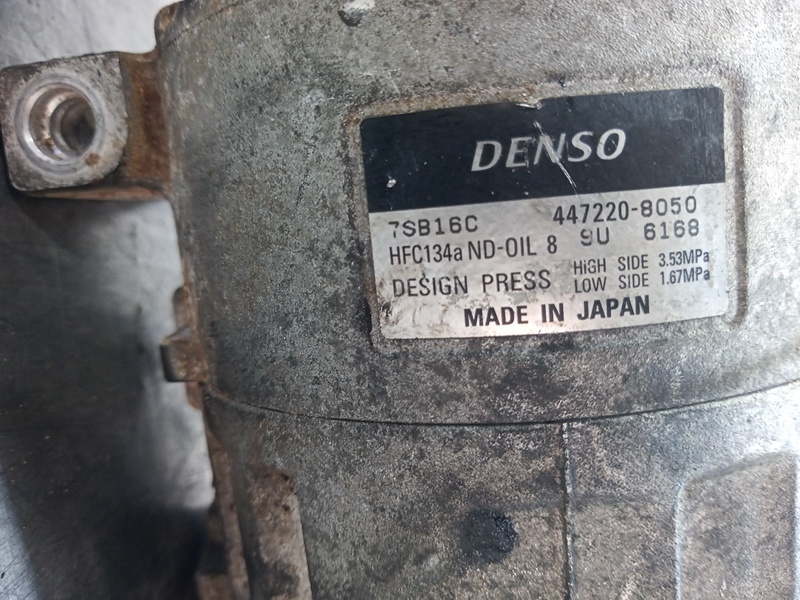 DENSO
7SB16C 447220-8050
HFC134a ND-OIL 8 9U 6168
DESIGN PRESS HIGH SIDE 3.53MPa
LOW SIDE 1.67MPa
MADE IN JAPAN